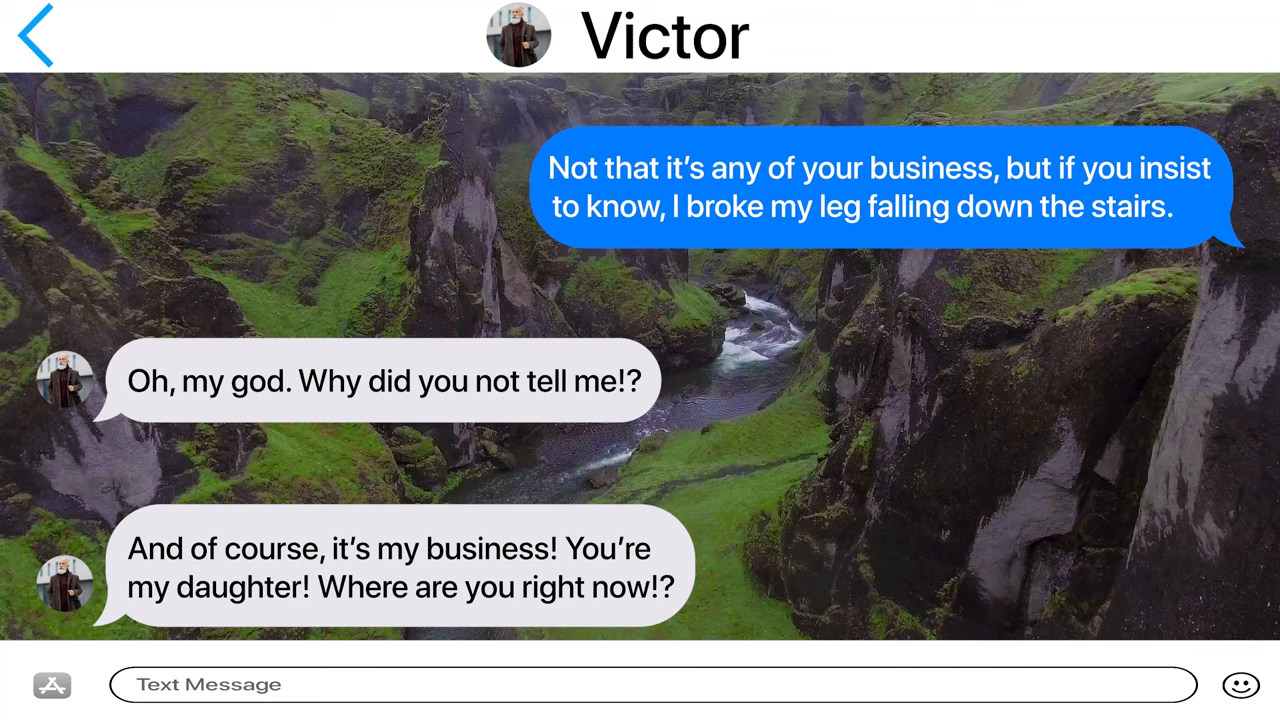 Victor
Not that it’s any of your business, but if you insist
to know, I broke my leg falling down the stairs.
Oh, my god. Why did you not tell me!?
And of course, it’s my business! You’re
my daughter! Where are you right now!?
Text Message